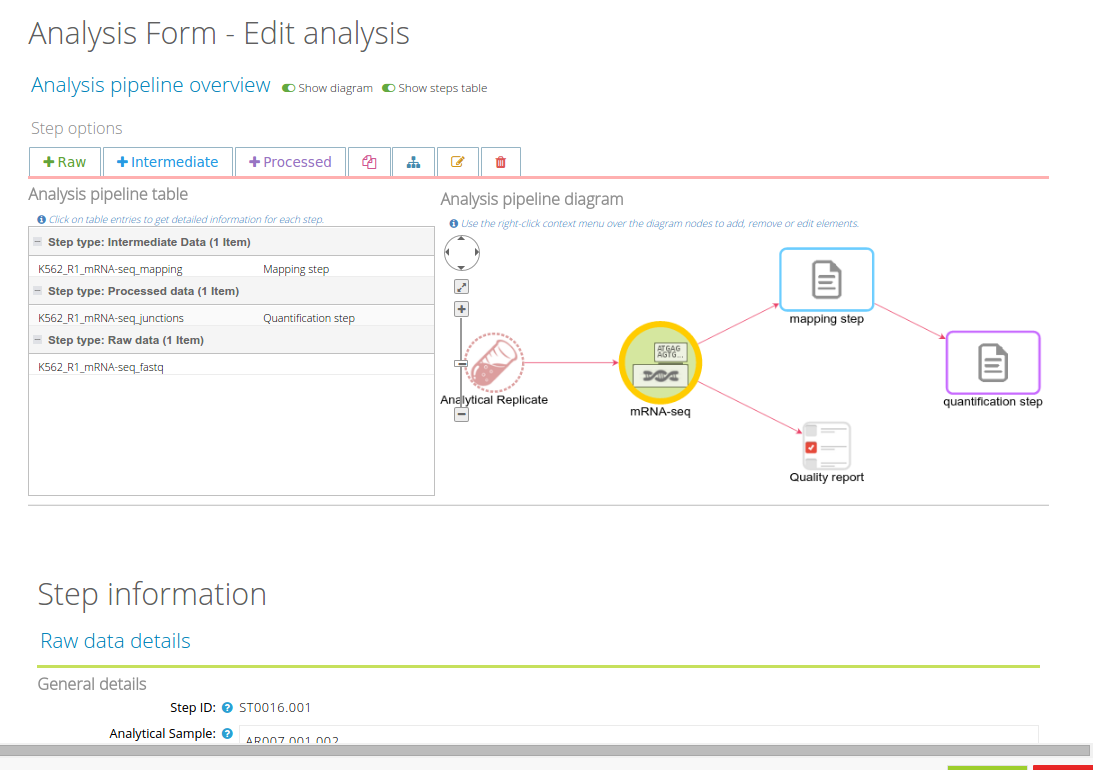 Analysis Form - Edit analysis
Analysis pipeline overview Show diagram Show steps table
Step options
Raw Intermediate Processed
Analysis pipeline table
Click on table entries to get detailed information for each step.
Step type: Intermediate Data (1 Item)
K562_R1_mRNA-seq_mapping Mapping step
Step type: Processed data (1 Item)
K562_R1_mRNA-seq_junctions Quantification step
Step type: Raw data (1 Item)
K562_R1_mRNA-seq_fastq
Analysis pipeline diagram
Use the right-click context menu over the diagram nodes to add, remove or edit elements.
Analytical Replicate
ATGAG
AGTG...
mRNA-seq
mapping step
quantification step
Quality report
Step information
Raw data details
General details
Step ID: ST0016.001
Analytical Sample: AR007.001.002